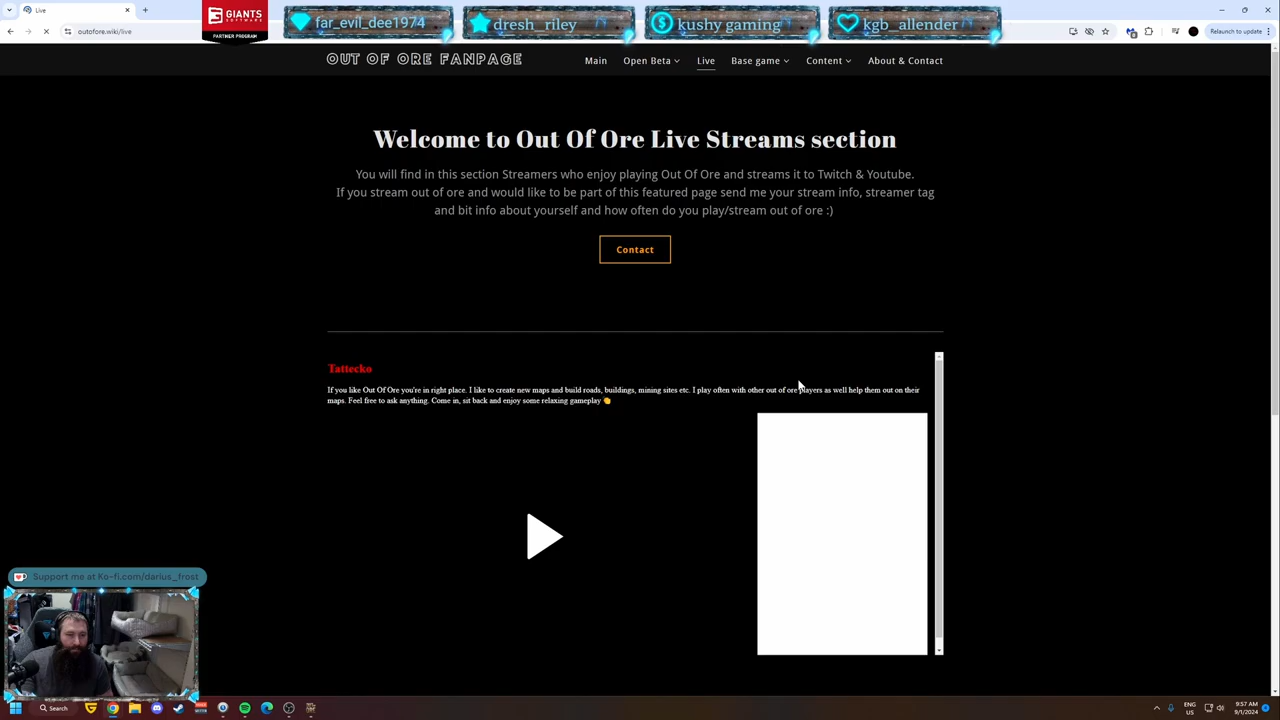 Live
GIANTS
SOFTWARE
PARTNER PROGRAM
far_evil_dee1974
dresh_riley
kushy gaming
kgb_allender
outofore.wiki/live
Relaunch to update
OUT OF ORE FANPAGE
Main
Open Beta
Live
Base game
Content
About & Contact
Welcome to Out Of Ore Live Streams section
You will find in this section Streamers who enjoy playing Out Of Ore and streams it to Twitch & Youtube.
If you stream out of ore and would like to be part of this featured page send me your stream info, streamer tag
and bit info about yourself and how often do you play/stream out of ore :)
Contact
Tattecko
If you like Out Of Ore you're in right place. I like to create new maps and build roads, buildings, mining sites etc. I play often with other out of ore players as well help them out on their
maps. Feel free to ask anything. Come in, sit back and enjoy some relaxing gameplay 👏
Support me at Ko-fi.com/darius_frost
Search
ENG
US
9:57 AM
9/1/2024